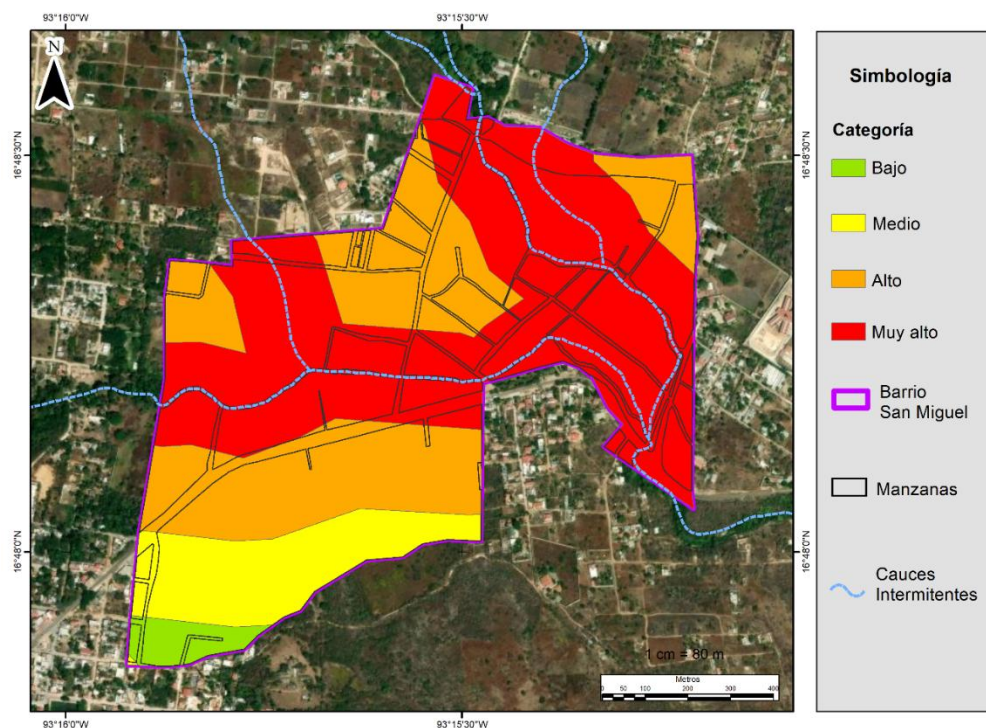 93°16'0"W
93°15'30"W
N
16°48'30"N
16°48'30"N
16°48'0"N
16°48'0"N
1 cm = 80 m
Metros
0 50 100 200 300 400
93°16'0"W
93°15'30"W
Simbología
Categoría
Bajo
Medio
Alto
Muy alto
Barrio
San Miguel
Manzanas
Cauces
Intermitentes